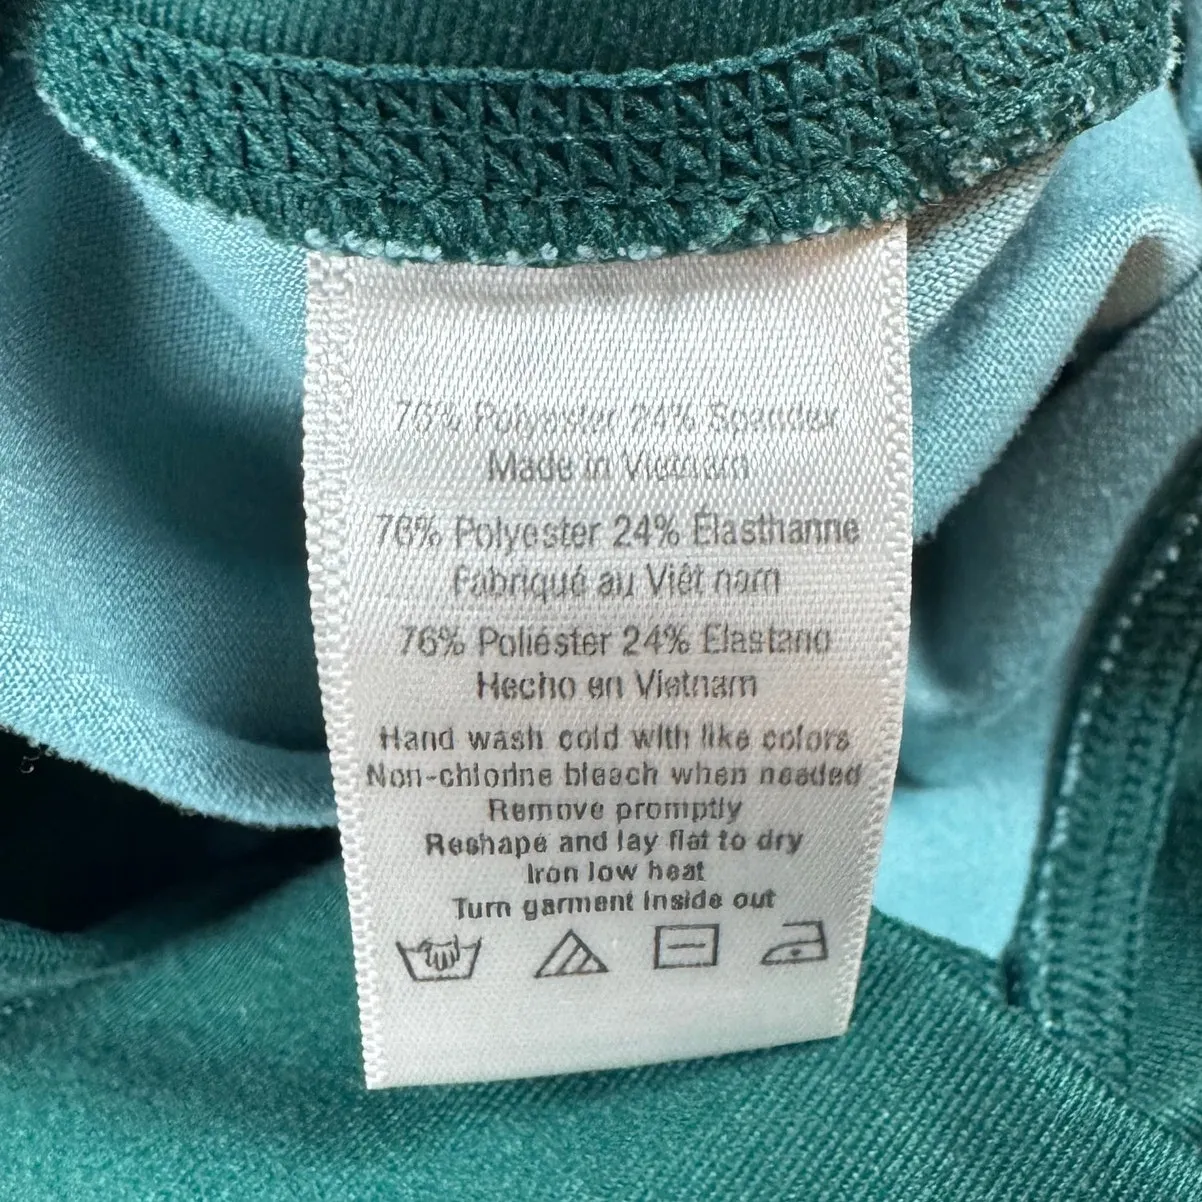 76% Polyester 24% Spandex
Made in Vietnam
76% Polyester 24% Élasthanne
Fabriqué au Viêt nam
76% Poliéster 24% Elastano
Hecho en Vietnam
Hand wash cold with like colors
Non-chlorine bleach when needed
Remove promptly
Reshape and lay flat to dry
Iron low heat
Turn garment inside out